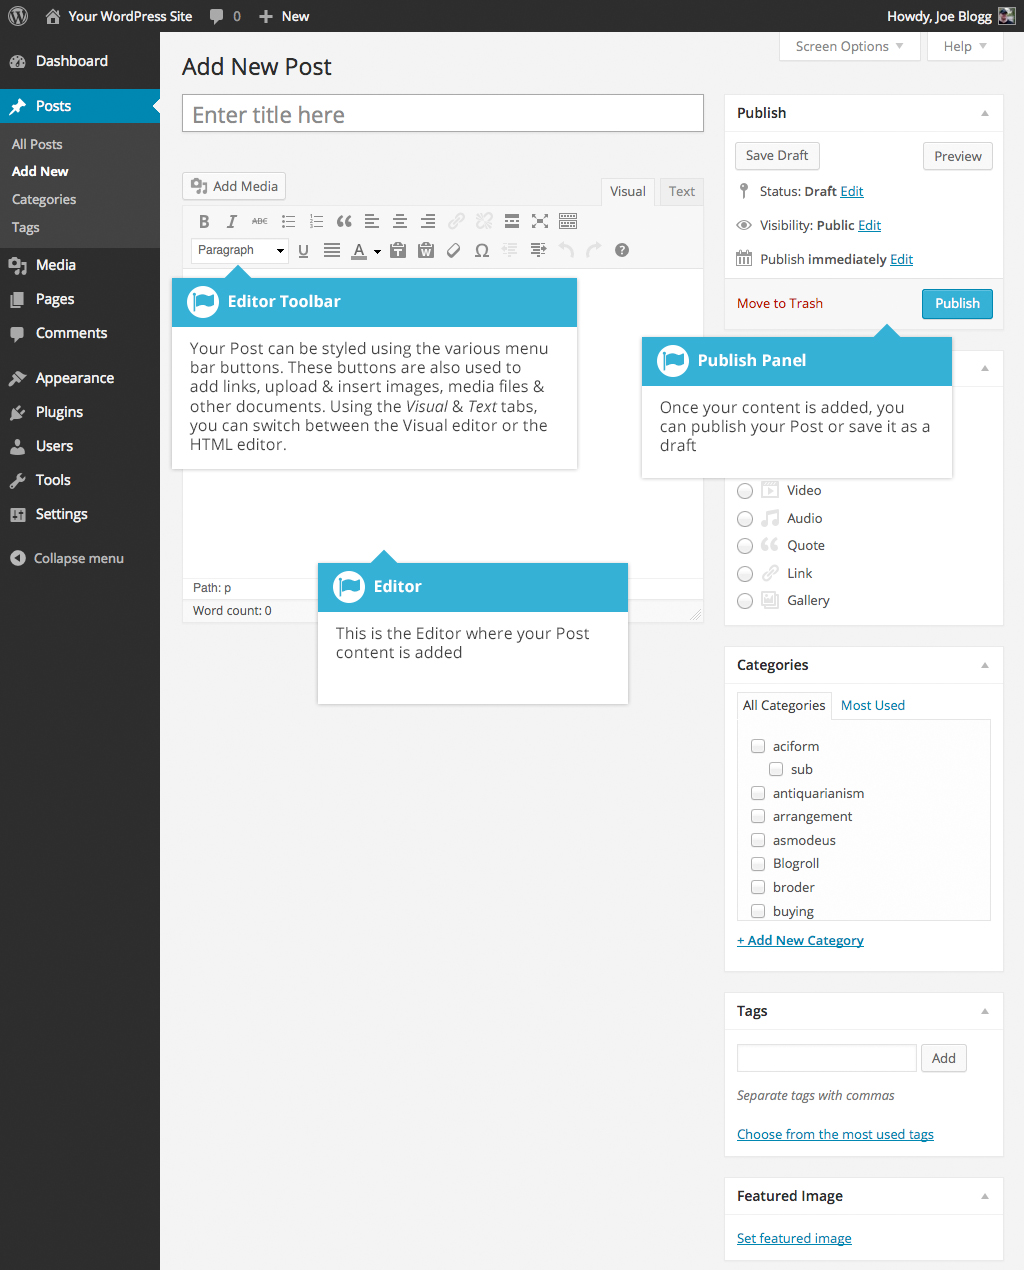 Your WordPress Site
0
New
Howdy, Joe Blogg
Screen Options
Help
Dashboard
Posts
All Posts
Add New
Categories
Tags
Media
Pages
Comments
Appearance
Plugins
Users
Tools
Settings
Collapse menu
Add New Post
Enter title here
Add Media
Visual
Text
B
I
ABC
Paragraph
U
A
T
W
Ω
?
Editor Toolbar
Your Post can be styled using the various menu
bar buttons. These buttons are also used to
add links, upload & insert images, media files &
other documents. Using the Visual & Text tabs,
you can switch between the Visual editor or the
HTML editor.
Path: p
Word count: 0
Editor
This is the Editor where your Post
content is added
Publish
Save Draft
Preview
Status: Draft Edit
Visibility: Public Edit
Publish immediately Edit
Move to Trash
Publish
Publish Panel
Once your content is added, you
can publish your Post or save it as a
draft
Video
Audio
Quote
Link
Gallery
Categories
All Categories
Most Used
aciform
sub
antiquarianism
arrangement
asmodeus
Blogroll
broder
buying
+ Add New Category
Tags
Add
Separate tags with commas
Choose from the most used tags
Featured Image
Set featured image